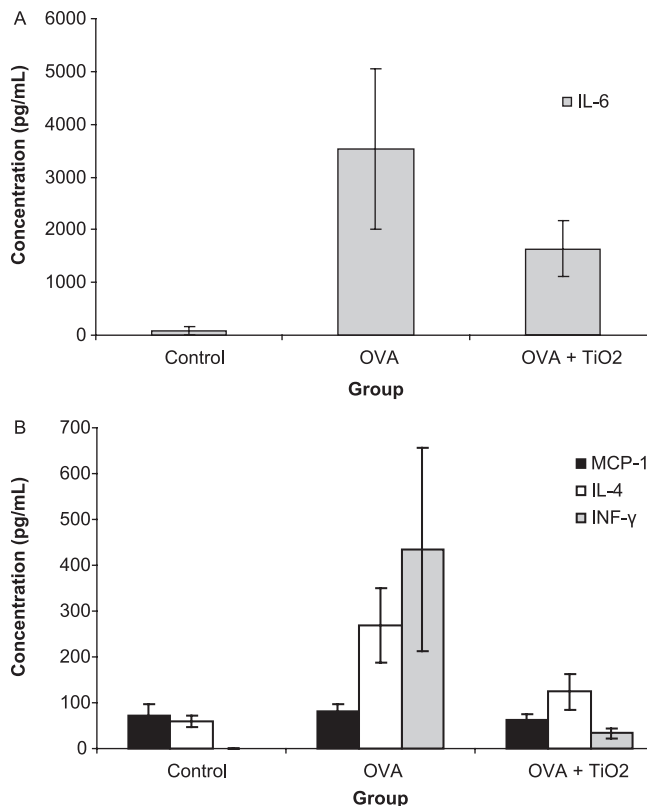 A
6000
5000
4000
3000
2000
1000
0
Concentration (pg/mL)
IL-6
Control
OVA
OVA + TiO2
Group
B
700
600
500
400
300
200
100
0
Concentration (pg/mL)
MCP-1
IL-4
INF-γ
Control
OVA
OVA + TiO2
Group